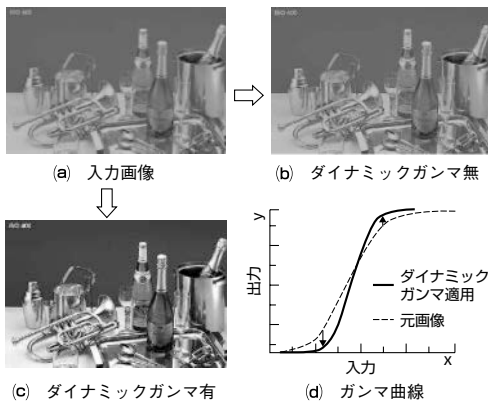 (a) 入力画像
(b) ダイナミックガンマ無
(c) ダイナミックガンマ有
y
出力
ダイナミック
ガンマ適用
元画像
入力
x
(d) ガンマ曲線